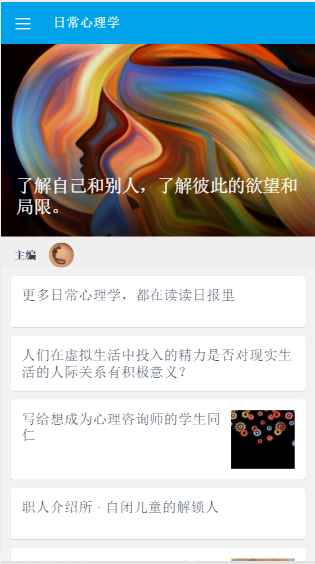 日常心理学
了解自己和别人，了解彼此的欲望和
局限。
主编
更多日常心理学，都在读读日报里
人们在虚拟生活中投入的精力是否对现实生
活的人际关系有积极意义？
写给想成为心理咨询师的学生同
仁
职人介绍所 · 自闭儿童的解锁人